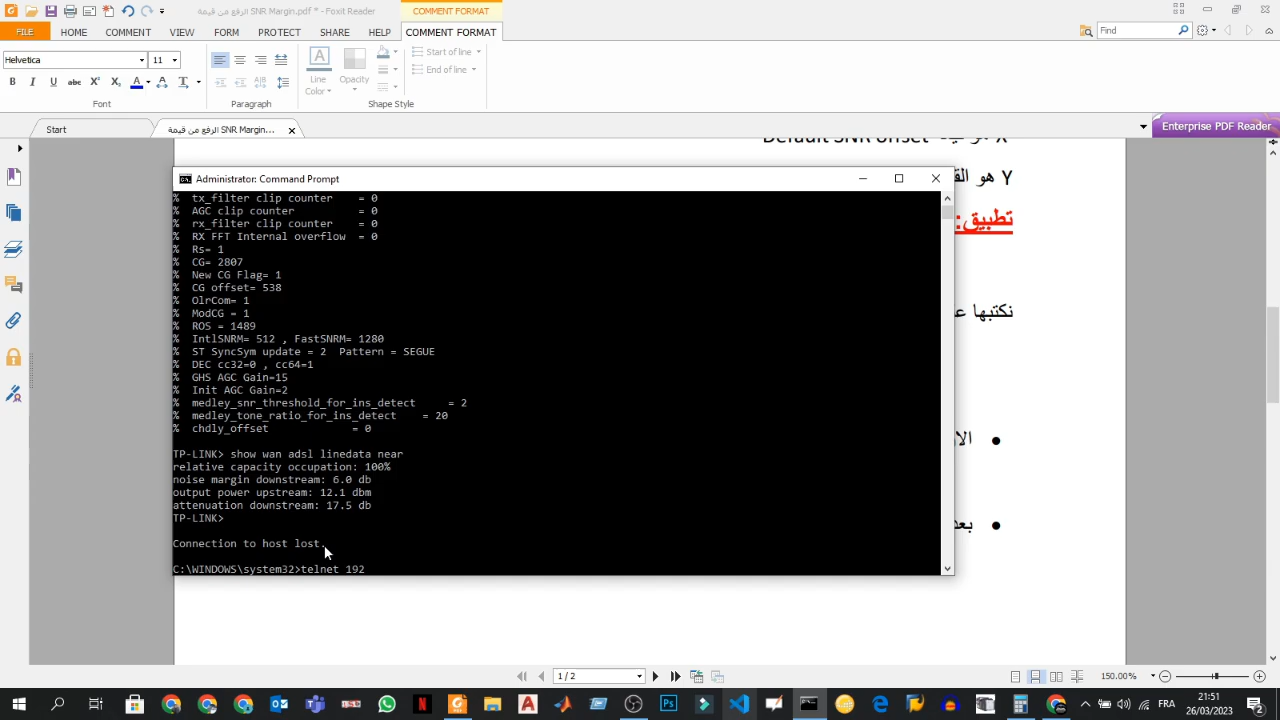 الرفع من قيمة SNR Margin.pdf * - Foxit Reader
COMMENT FORMAT
FILE
HOME
COMMENT
VIEW
FORM
PROTECT
SHARE
HELP
COMMENT FORMAT
Find
Helvetica
11
Start of line
End of line
Line Color
Opacity
Font
Paragraph
Shape Style
Start
الرفع من قيمة SNR Margin...
Enterprise PDF Reader
Default SNR offset
Y هو
تطبيق:
نكتبها
Administrator: Command Prompt
% tx_filter clip counter = 0
% AGC clip counter = 0
% rx_filter clip counter = 0
% RX FFT Internal overflow = 0
% Rs= 1
% CG= 2807
% New CG Flag= 1
% CG offset= 538
% OlrCom= 1
% ModCG = 1
% ROS = 1489
% IntlSNRM= 512 , FastSNRM= 1280
% ST SyncSym update = 2 Pattern = SEGUE
% DEC cc32=0 , cc64=1
% GHS AGC Gain=15
% Init AGC Gain=2
% medley_snr_threshold_for_ins_detect = 2
% medley_tone_ratio_for_ins_detect = 20
% chdly_offset = 0
TP-LINK> show wan adsl linedata near
relative capacity occupation: 100%
noise margin downstream: 6.0 db
output power upstream: 12.1 dbm
attenuation downstream: 17.5 db
TP-LINK>
Connection to host lost.
C:\WINDOWS\system32>telnet 192
1 / 2
150.00%
FRA
21:51
26/03/2023